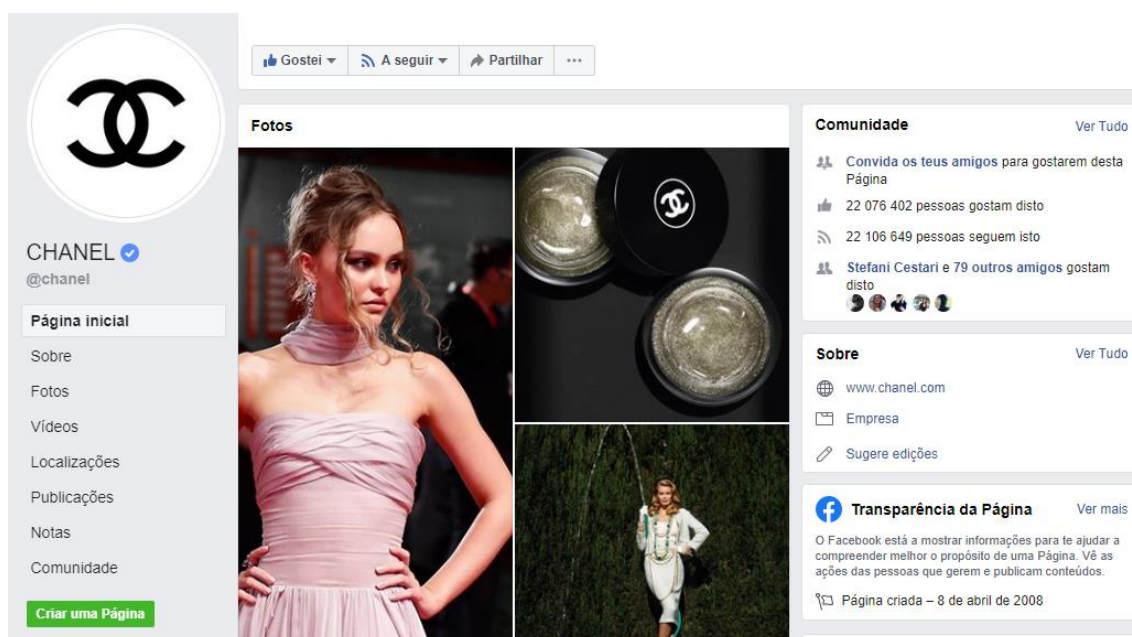 Gostei
A seguir
Partilhar
CHANEL
@chanel
Página inicial
Sobre
Fotos
Vídeos
Localizações
Publicações
Notas
Comunidade
Criar uma Página
Fotos
Comunidade
Ver Tudo
Convida os teus amigos para gostarem desta
Página
22 076 402 pessoas gostam disto
22 106 649 pessoas seguem isto
Stefani Cestari e 79 outros amigos gostam
disto
Sobre
Ver Tudo
www.chanel.com
Empresa
Sugere edições
Transparência da Página
Ver mais
O Facebook está a mostrar informações para te ajudar a
compreender melhor o propósito de uma Página. Vê as
ações das pessoas que gerem e publicam conteúdos.
Página criada – 8 de abril de 2008